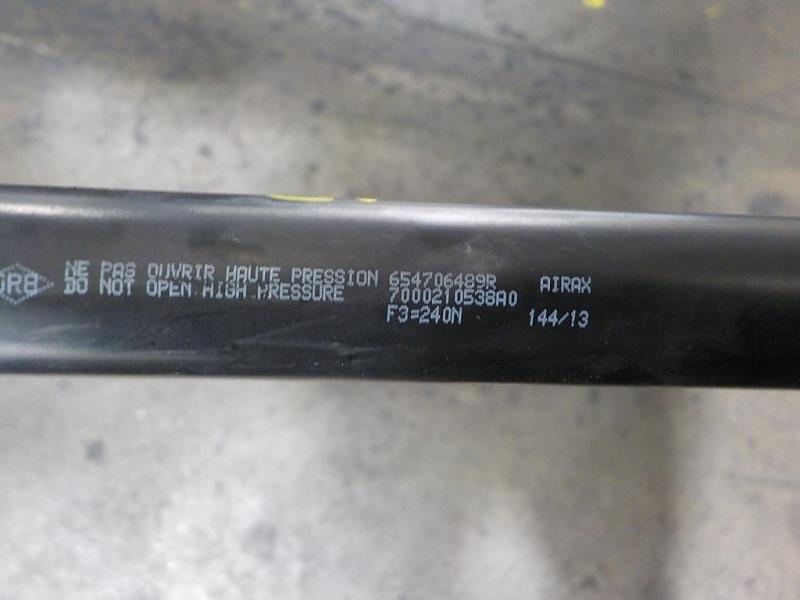 NE PAS OUVRIR HAUTE PRESSION 654706489R AIRAX
DO NOT OPEN HIGH PRESSURE 7000210538A0
F3=240N 144/13